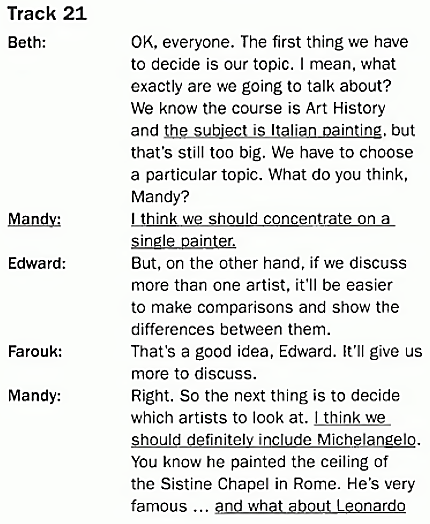 Track 21
Beth: OK, everyone. The first thing we have
to decide is our topic. I mean, what
exactly are we going to talk about?
We know the course is Art History
and the subject is Italian painting, but
that's still too big. We have to choose
a particular topic. What do you think,
Mandy?
Mandy: I think we should concentrate on a
single painter.
Edward: But, on the other hand, if we discuss
more than one artist, it'll be easier
to make comparisons and show the
differences between them.
Farouk: That's a good idea, Edward. It'll give us
more to discuss.
Mandy: Right. So the next thing is to decide
which artists to look at. I think we
should definitely include Michelangelo.
You know he painted the ceiling of
the Sistine Chapel in Rome. He's very
famous ... and what about Leonardo